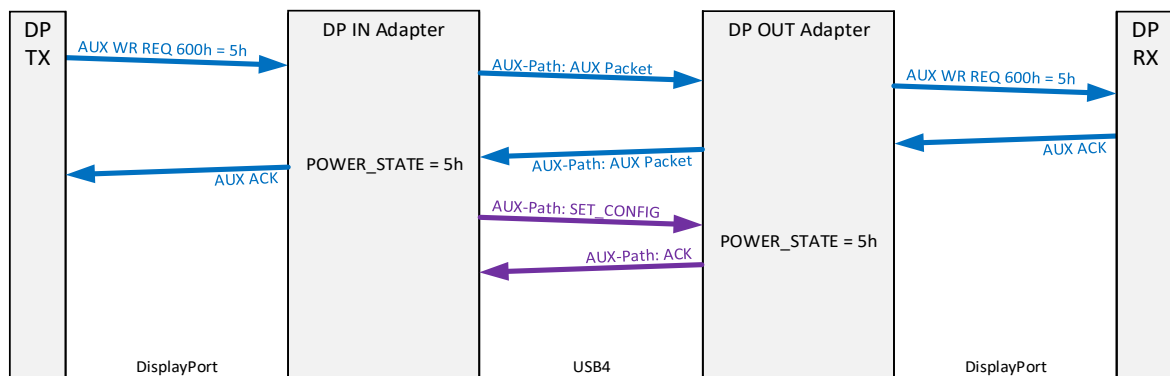 DP
TX
DP IN Adapter
DP OUT Adapter
DP
RX
AUX WR REQ 600h = 5h
AUX-Path: AUX Packet
AUX WR REQ 600h = 5h
AUX ACK
POWER_STATE = 5h
AUX-Path: AUX Packet
AUX ACK
AUX-Path: SET_CONFIG
POWER_STATE = 5h
AUX-Path: ACK
DisplayPort
USB4
DisplayPort